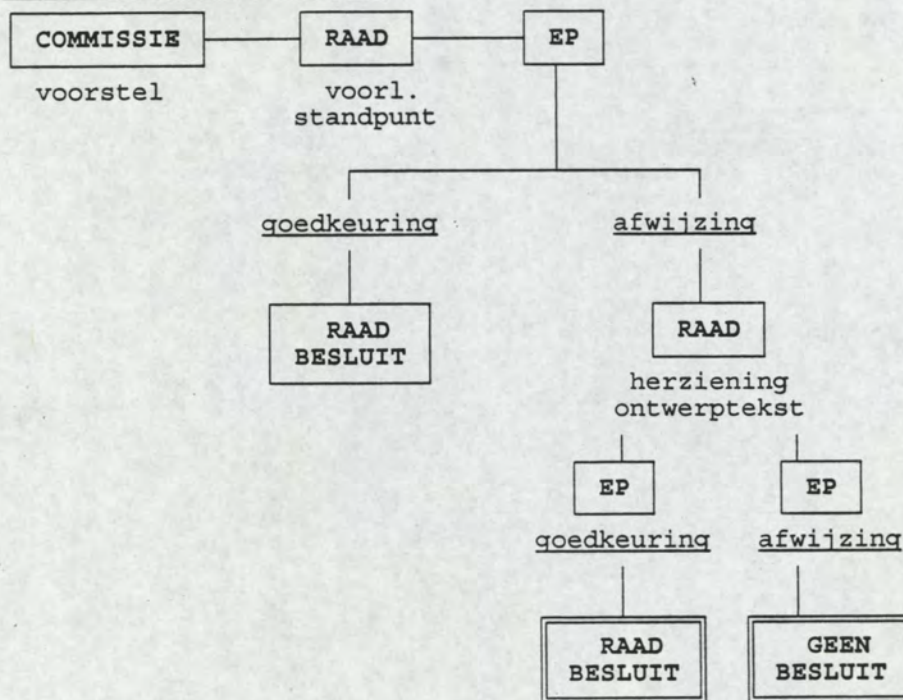 COMMISSIE RAAD EP
voorstel voorl.
standpunt
goedkeuring afwijzing
RAAD RAAD
BESLUIT
herziening
ontwerptekst
EP EP
goedkeuring afwijzing
RAAD GEEN
BESLUIT BESLUIT